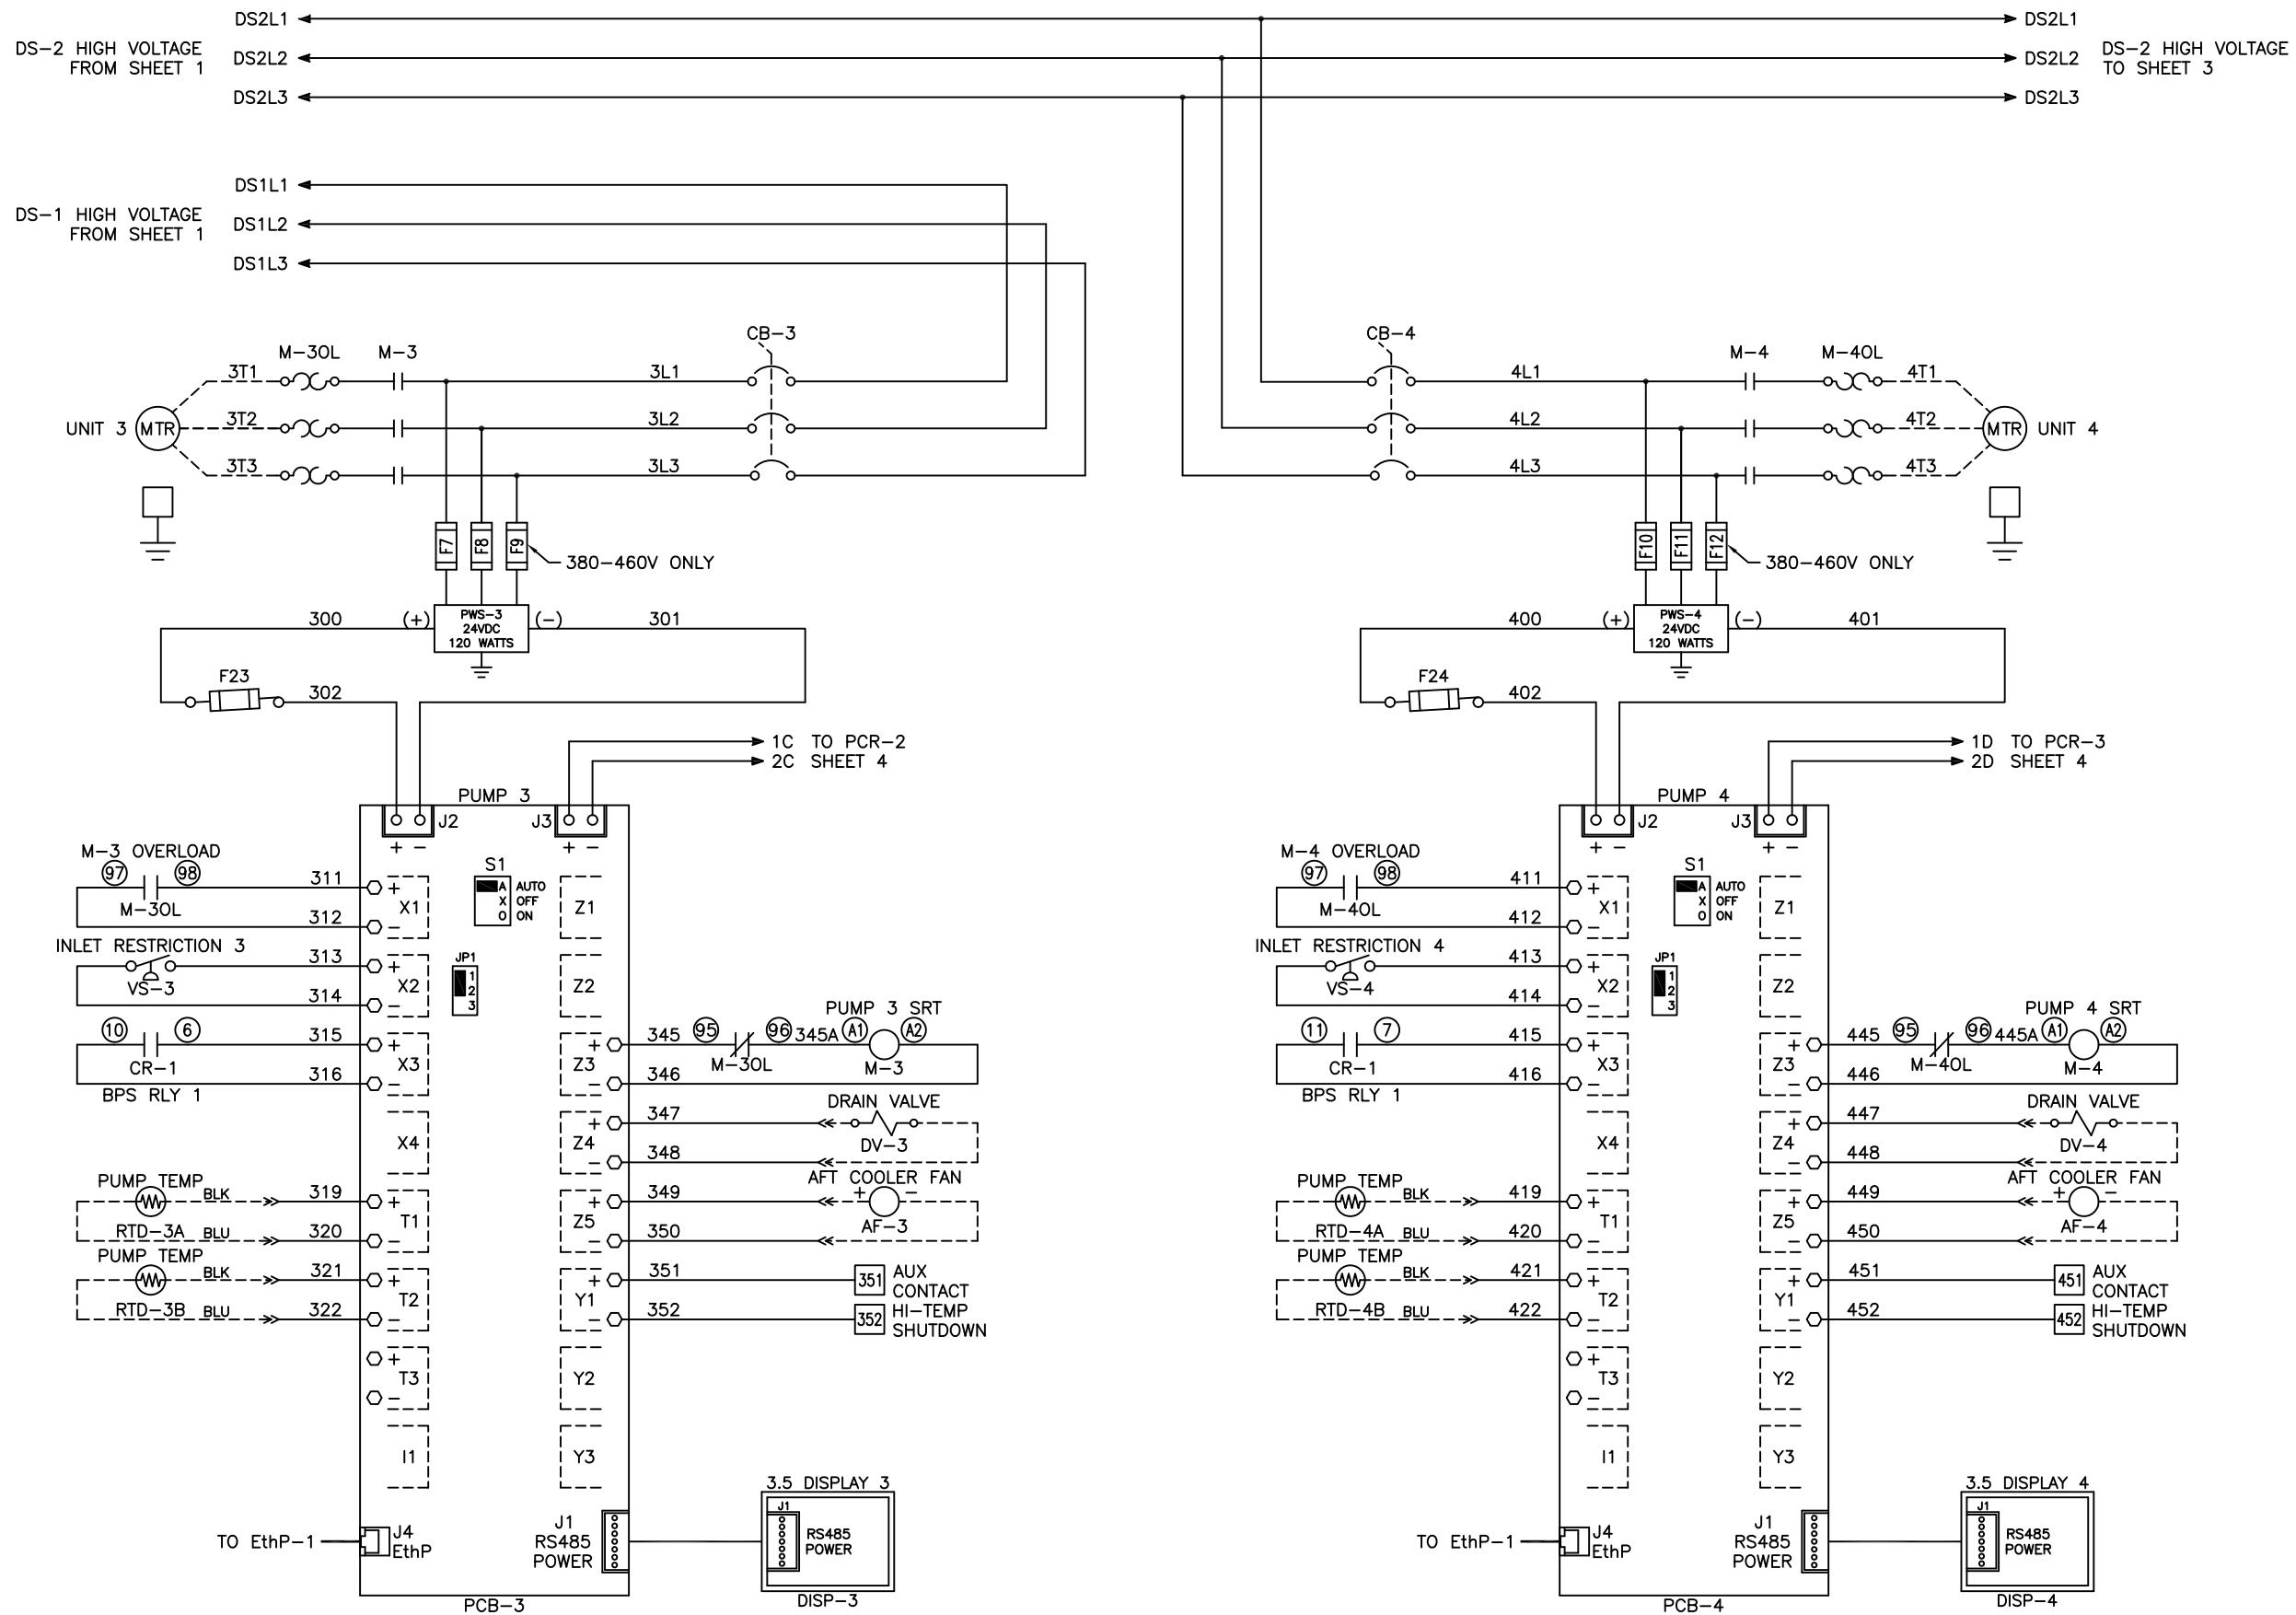 DS2L1
DS-2 HIGH VOLTAGE
FROM SHEET 1
DS2L2
DS2L3
DS2L1
DS2L2
DS-2 HIGH VOLTAGE
TO SHEET 3
DS2L3
DS1L1
DS-1 HIGH VOLTAGE
FROM SHEET 1
DS1L2
DS1L3
CB-3
M-3OL
M-3
3T1
3L1
UNIT 3
MTR
3T2
3L2
3T3
3L3
F7
F8
F9
380-460V ONLY
300
(+)
PWS-3
24VDC
120 WATTS
(-)
301
F23
302
1C TO PCR-2
2C SHEET 4
PUMP 3
J2
J3
+ -
+ -
M-3 OVERLOAD
97
98
311
M-3OL
312
+
X1
-
S1
A AUTO
X OFF
O ON
Z1
INLET RESTRICTION 3
313
VS-3
314
+
X2
-
JP1
1
2
3
Z2
10
6
315
CR-1
316
BPS RLY 1
+
X3
-
PUMP 3 SRT
+
Z3
-
345
95
96
345A
A1
A2
M-3OL
M-3
346
X4
+
Z4
-
347
DRAIN VALVE
DV-3
348
PUMP TEMP
BLK
319
RTD-3A
BLU
320
+
T1
-
+
Z5
-
349
AFT COOLER FAN
+ -
AF-3
350
PUMP TEMP
BLK
321
RTD-3B
BLU
322
+
T2
-
+
Y1
-
351
351
AUX
CONTACT
352
352
HI-TEMP
SHUTDOWN
+
T3
-
Y2
I1
Y3
TO EthP-1
J4
EthP
J1
RS485
POWER
3.5 DISPLAY 3
J1
RS485
POWER
DISP-3
PCB-3
CB-4
M-4
M-4OL
4L1
4T1
4L2
4T2
MTR
UNIT 4
4L3
4T3
F10
F11
F12
380-460V ONLY
400
(+)
PWS-4
24VDC
120 WATTS
(-)
401
F24
402
1D TO PCR-3
2D SHEET 4
PUMP 4
J2
J3
+ -
+ -
M-4 OVERLOAD
97
98
411
M-4OL
412
+
X1
-
S1
A AUTO
X OFF
O ON
Z1
INLET RESTRICTION 4
413
VS-4
414
+
X2
-
JP1
1
2
3
Z2
11
7
415
CR-1
416
BPS RLY 1
+
X3
-
PUMP 4 SRT
+
Z3
-
445
95
96
445A
A1
A2
M-4OL
M-4
446
X4
+
Z4
-
447
DRAIN VALVE
DV-4
448
PUMP TEMP
BLK
419
RTD-4A
BLU
420
+
T1
-
+
Z5
-
449
AFT COOLER FAN
+ -
AF-4
450
PUMP TEMP
BLK
421
RTD-4B
BLU
422
+
T2
-
+
Y1
-
451
451
AUX
CONTACT
452
452
HI-TEMP
SHUTDOWN
+
T3
-
Y2
I1
Y3
TO EthP-1
J4
EthP
J1
RS485
POWER
3.5 DISPLAY 4
J1
RS485
POWER
DISP-4
PCB-4